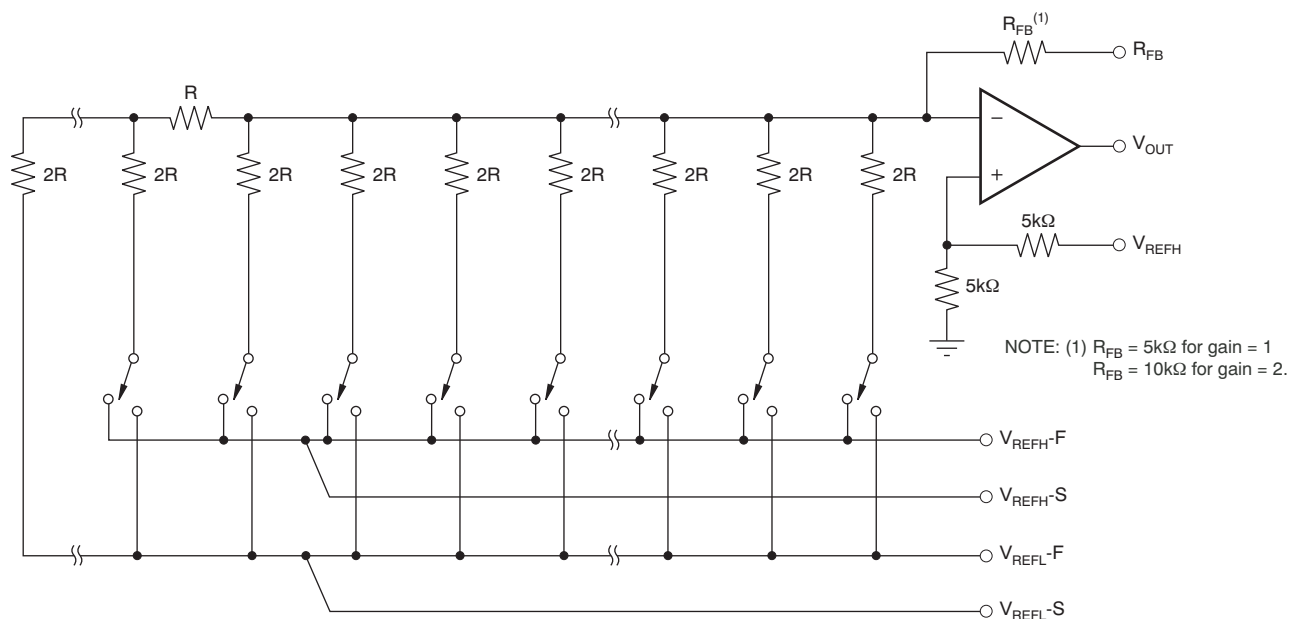 R_FB^(1)
R_FB
R
2R
2R
2R
2R
2R
2R
2R
2R
2R
−
+
V_OUT
5kΩ
V_REFH
5kΩ
NOTE: (1) R_FB = 5kΩ for gain = 1
R_FB = 10kΩ for gain = 2.
V_REFH-F
V_REFH-S
V_REFL-F
V_REFL-S